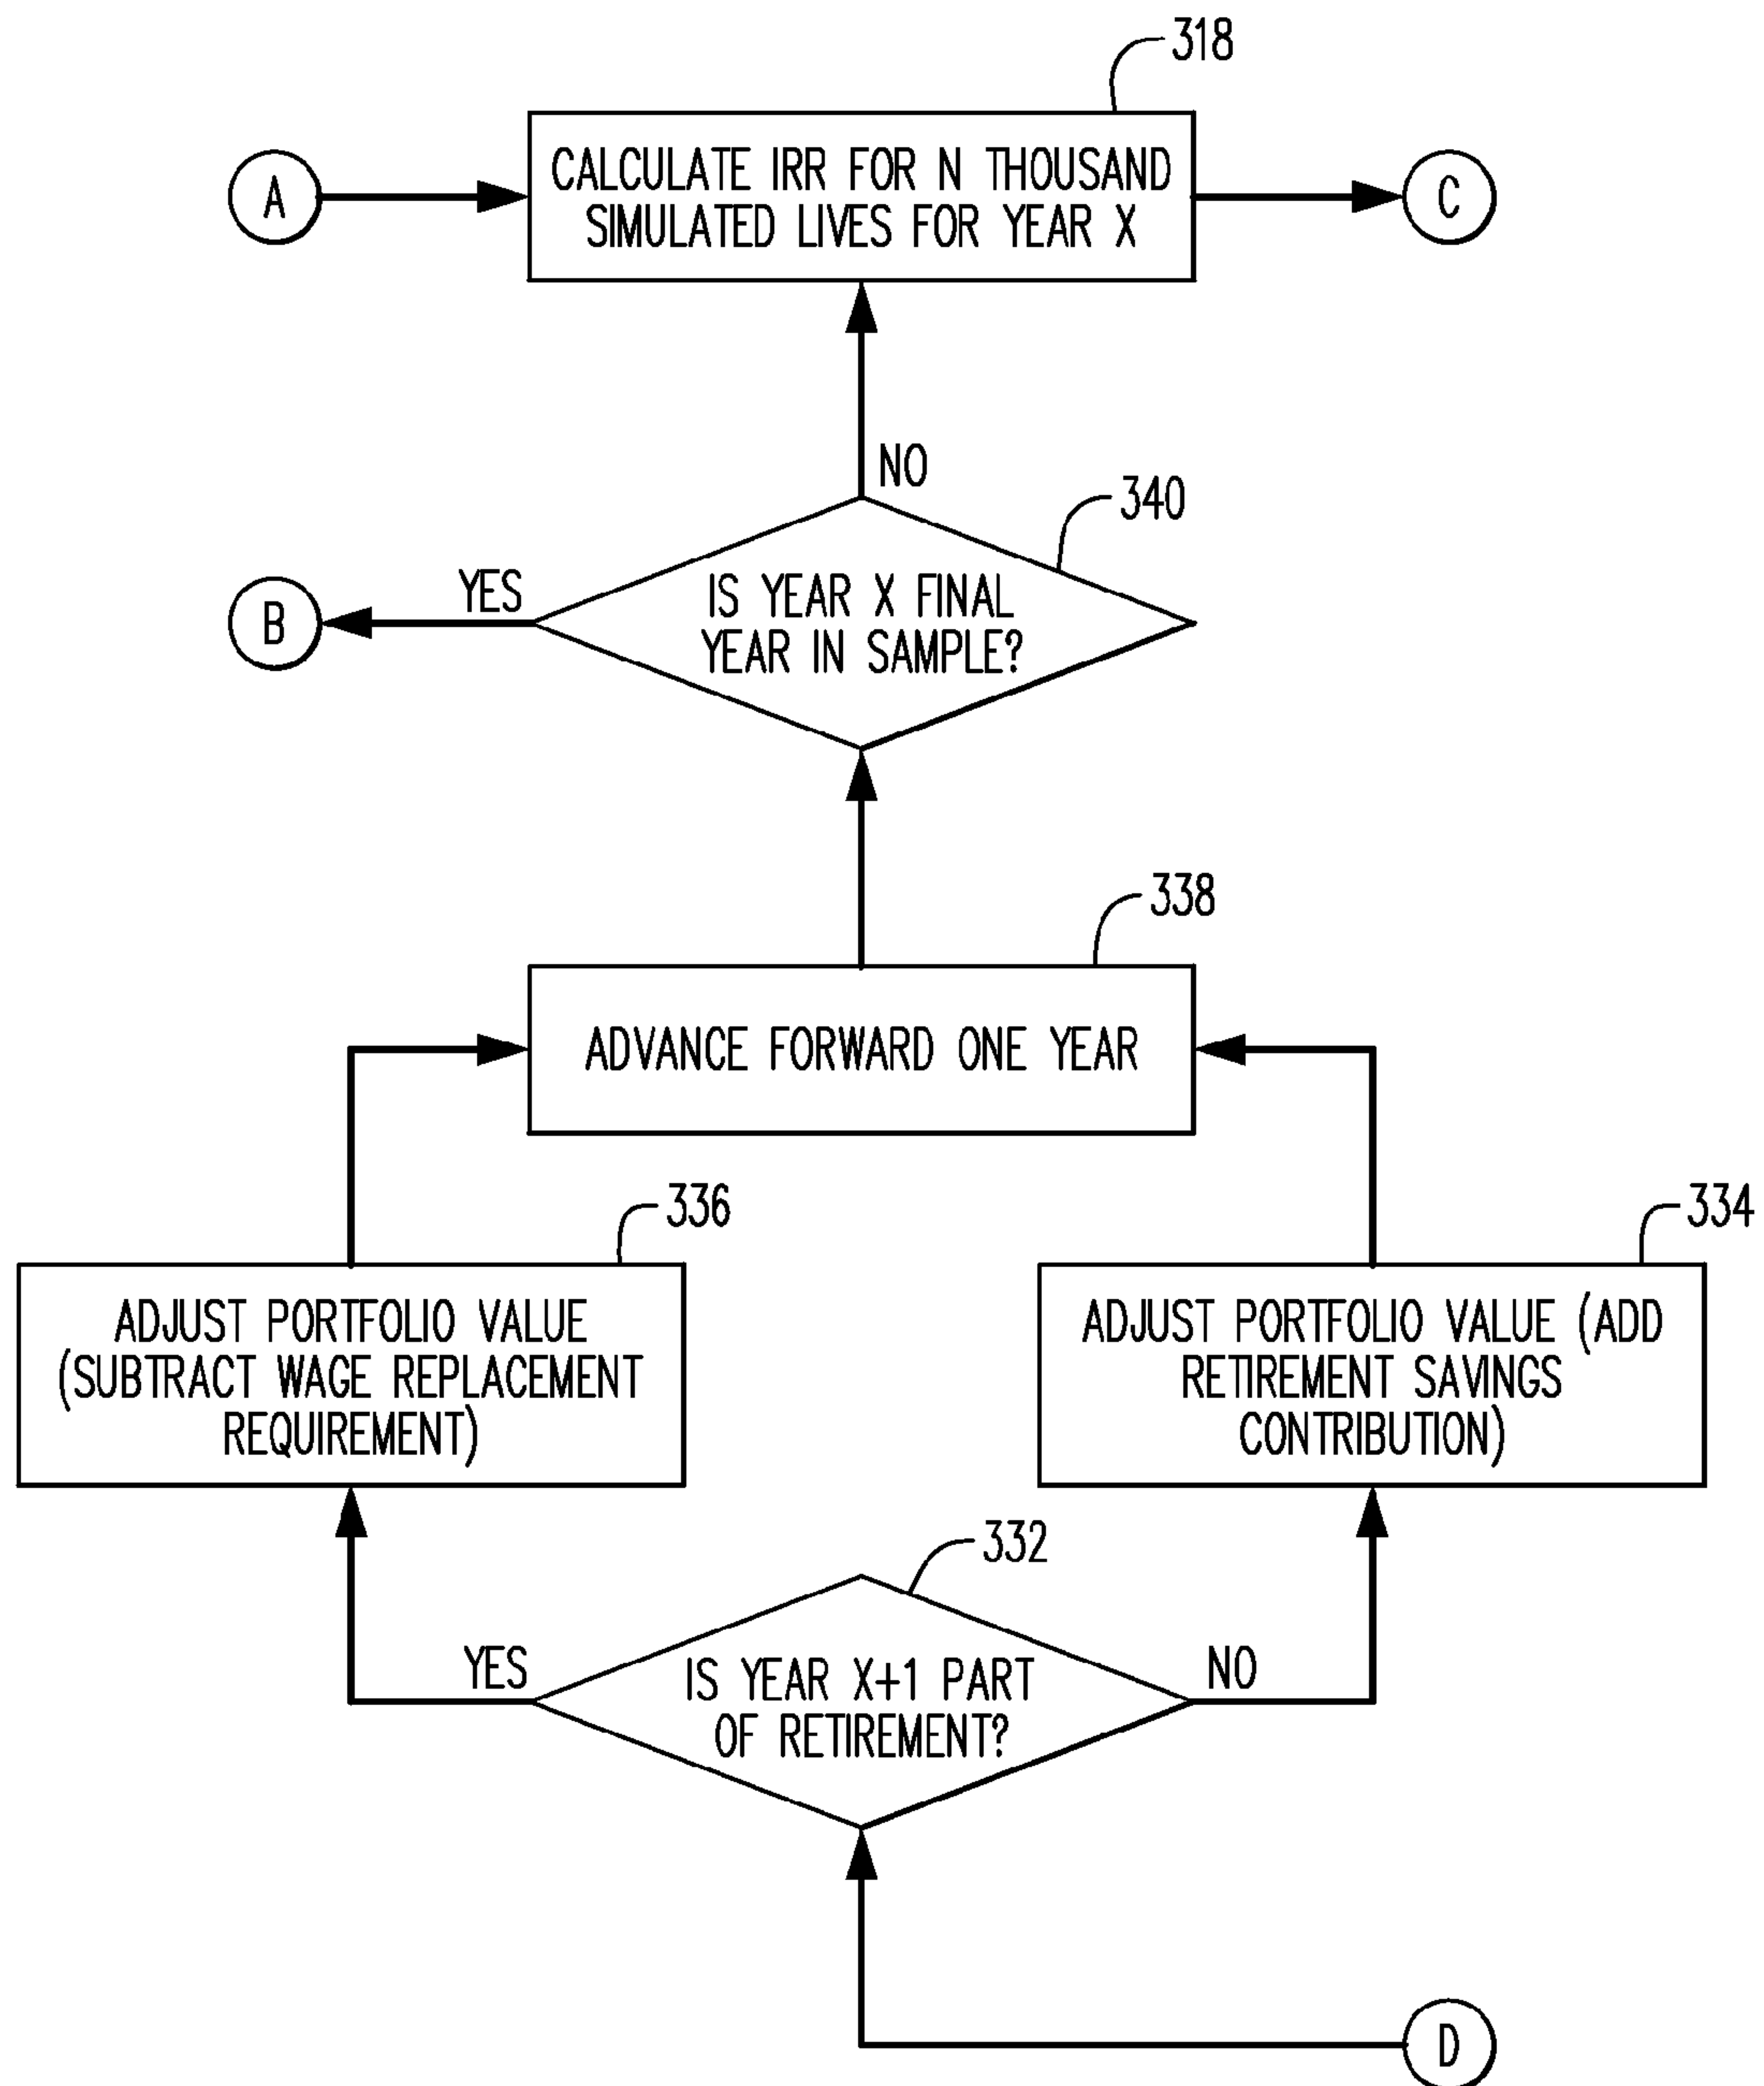 318
A
CALCULATE IRR FOR N THOUSAND
SIMULATED LIVES FOR YEAR X
C
NO
340
B
YES
IS YEAR X FINAL
YEAR IN SAMPLE?
338
ADVANCE FORWARD ONE YEAR
336
334
ADJUST PORTFOLIO VALUE
(SUBTRACT WAGE REPLACEMENT
REQUIREMENT)
ADJUST PORTFOLIO VALUE (ADD
RETIREMENT SAVINGS
CONTRIBUTION)
332
YES
IS YEAR X+1 PART
OF RETIREMENT?
NO
D